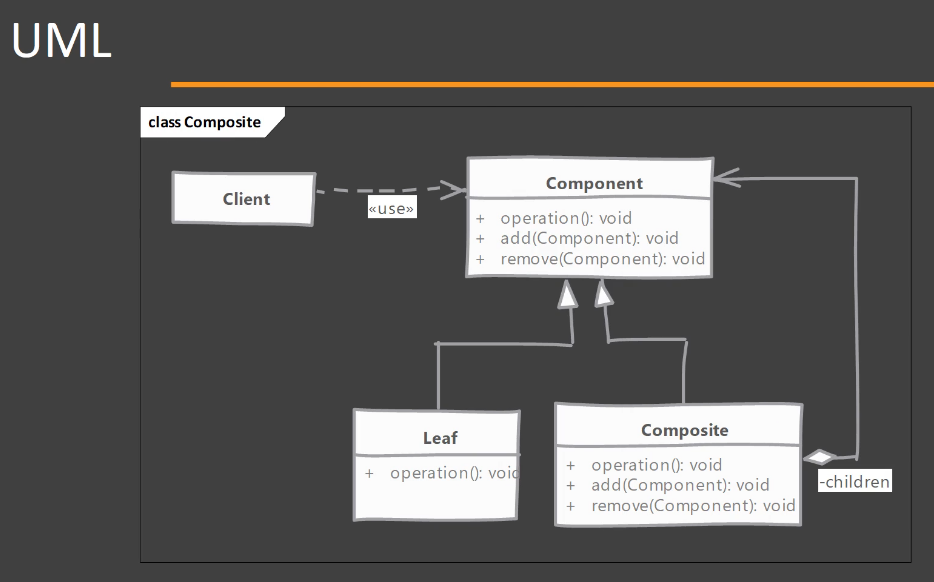 UML
class Composite
Client
«use»
Component
+ operation(): void
+ add(Component): void
+ remove(Component): void
Leaf
+ operation(): void
Composite
+ operation(): void
+ add(Component): void
+ remove(Component): void
-children